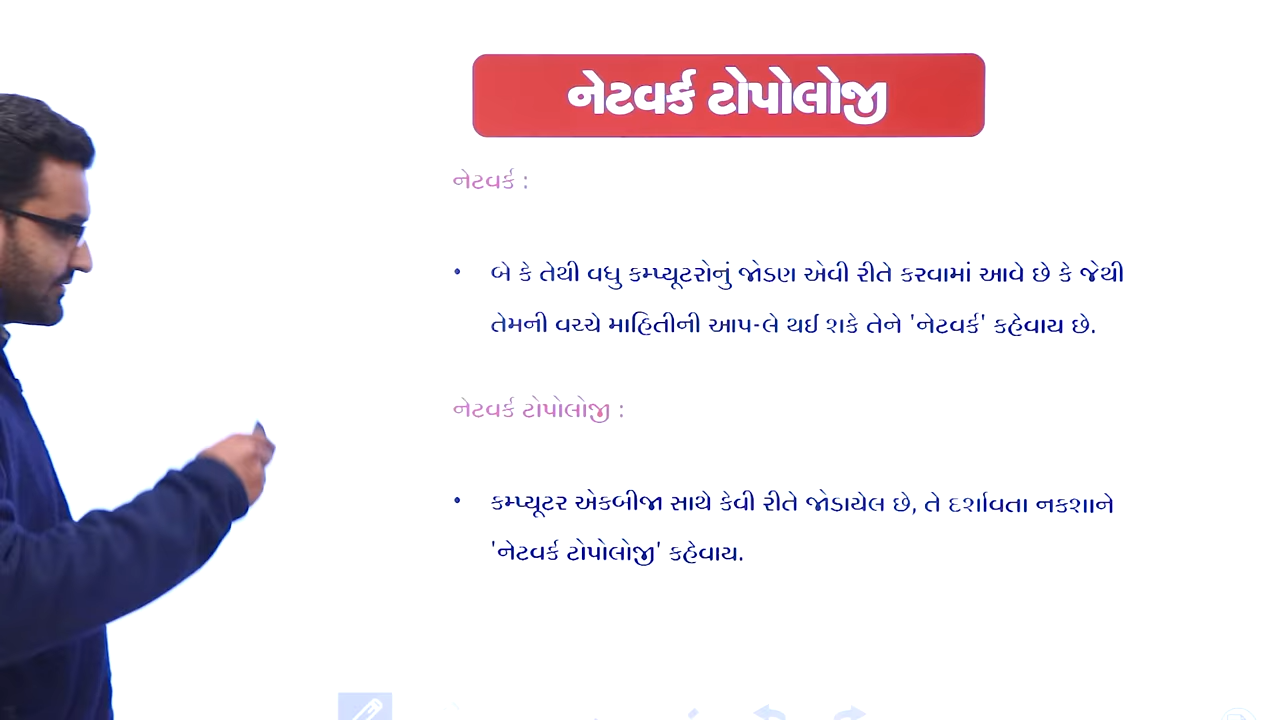 નેટવર્ક ટોપોલોજી
નેટવર્ક :
• બે કે તેથી વધુ કમ્પ્યૂટરોનું જોડણ એવી રીતે કરવામાં આવે છે કે જેથી
તેમની વચ્ચે માહિતીની આપ-લે થઈ શકે તેને 'નેટવર્ક' કહેવાય છે.
નેટવર્ક ટોપોલોજી :
• કમ્પ્યૂટર એકબીજા સાથે કેવી રીતે જોડાયેલ છે, તે દર્શાવતા નકશાને
'નેટવર્ક ટોપોલોજી' કહેવાય.